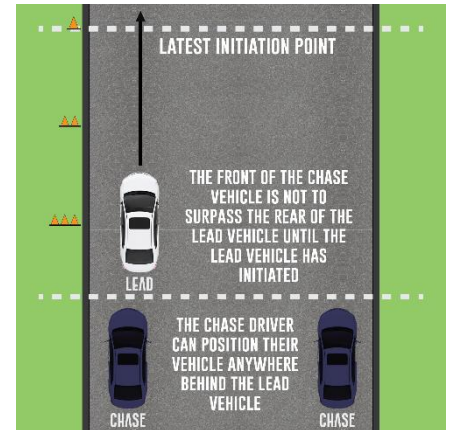 LATEST INITIATION POINT
THE FRONT OF THE CHASE
VEHICLE IS NOT TO
SURPASS THE REAR OF THE
LEAD VEHICLE UNTIL THE
LEAD VEHICLE HAS
INITIATED
LEAD
THE CHASE DRIVER
CAN POSITION THEIR
VEHICLE ANYWHERE
BEHIND THE LEAD
VEHICLE
CHASE
CHASE